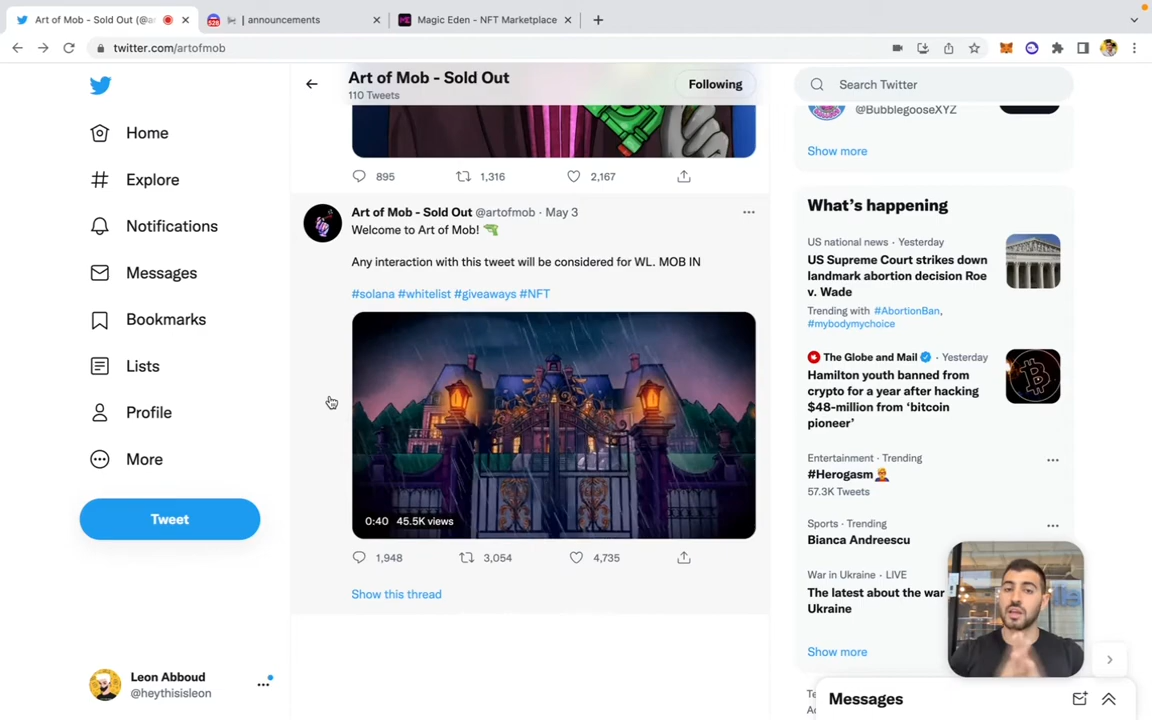 Art of Mob - Sold Out (@a
528
| announcements
Magic Eden - NFT Marketplace
twitter.com/artofmob
Home
Explore
Notifications
Messages
Bookmarks
Lists
Profile
More
Tweet
Leon Abboud
@heythisisleon
Art of Mob - Sold Out
110 Tweets
Following
895
1,316
2,167
Art of Mob - Sold Out @artofmob · May 3
Welcome to Art of Mob!
Any interaction with this tweet will be considered for WL. MOB IN
#solana #whitelist #giveaways #NFT
0:40 45.5K views
1,948
3,054
4,735
Show this thread
Search Twitter
@BubblegooseXYZ
Show more
What's happening
US national news · Yesterday
US Supreme Court strikes down
landmark abortion decision Roe
v. Wade
Trending with #AbortionBan,
#mybodymychoice
The Globe and Mail · Yesterday
Hamilton youth banned from
crypto for a year after hacking
$48-million from ‘bitcoin
pioneer’
Entertainment · Trending
#Herogasm
57.3K Tweets
Sports · Trending
Bianca Andreescu
War in Ukraine · LIVE
The latest about the war
Ukraine
Show more
Messages